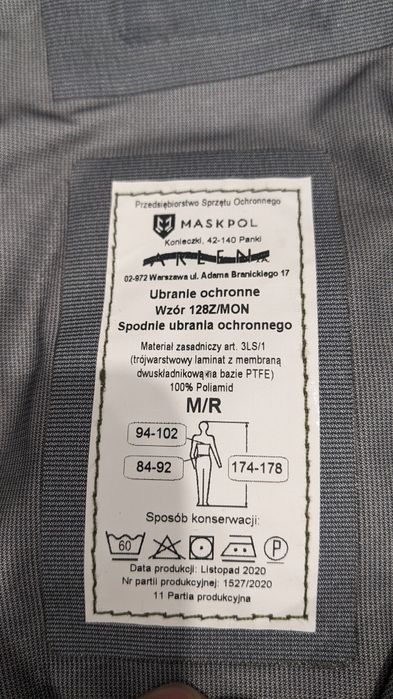 Przedsiębiorstwo Sprzętu Ochronnego
MASKPOL
Konieczki, 42-140 Panki
ARLEN
02-972 Warszawa ul. Adama Branickiego 17
Ubranie ochronne
Wzór 128Z/MON
Spodnie ubrania ochronnego
Materiał zasadniczy art. 3LS/1
(trójwarstwowy laminat z membraną
dwuskładnikową na bazie PTFE)
100% Poliamid
M/R
94-102
84-92
174-178
Sposób konserwacji:
60
P
Data produkcji: Listopad 2020
Nr partii produkcyjnej: 1527/2020
11 Partia produkcyjna